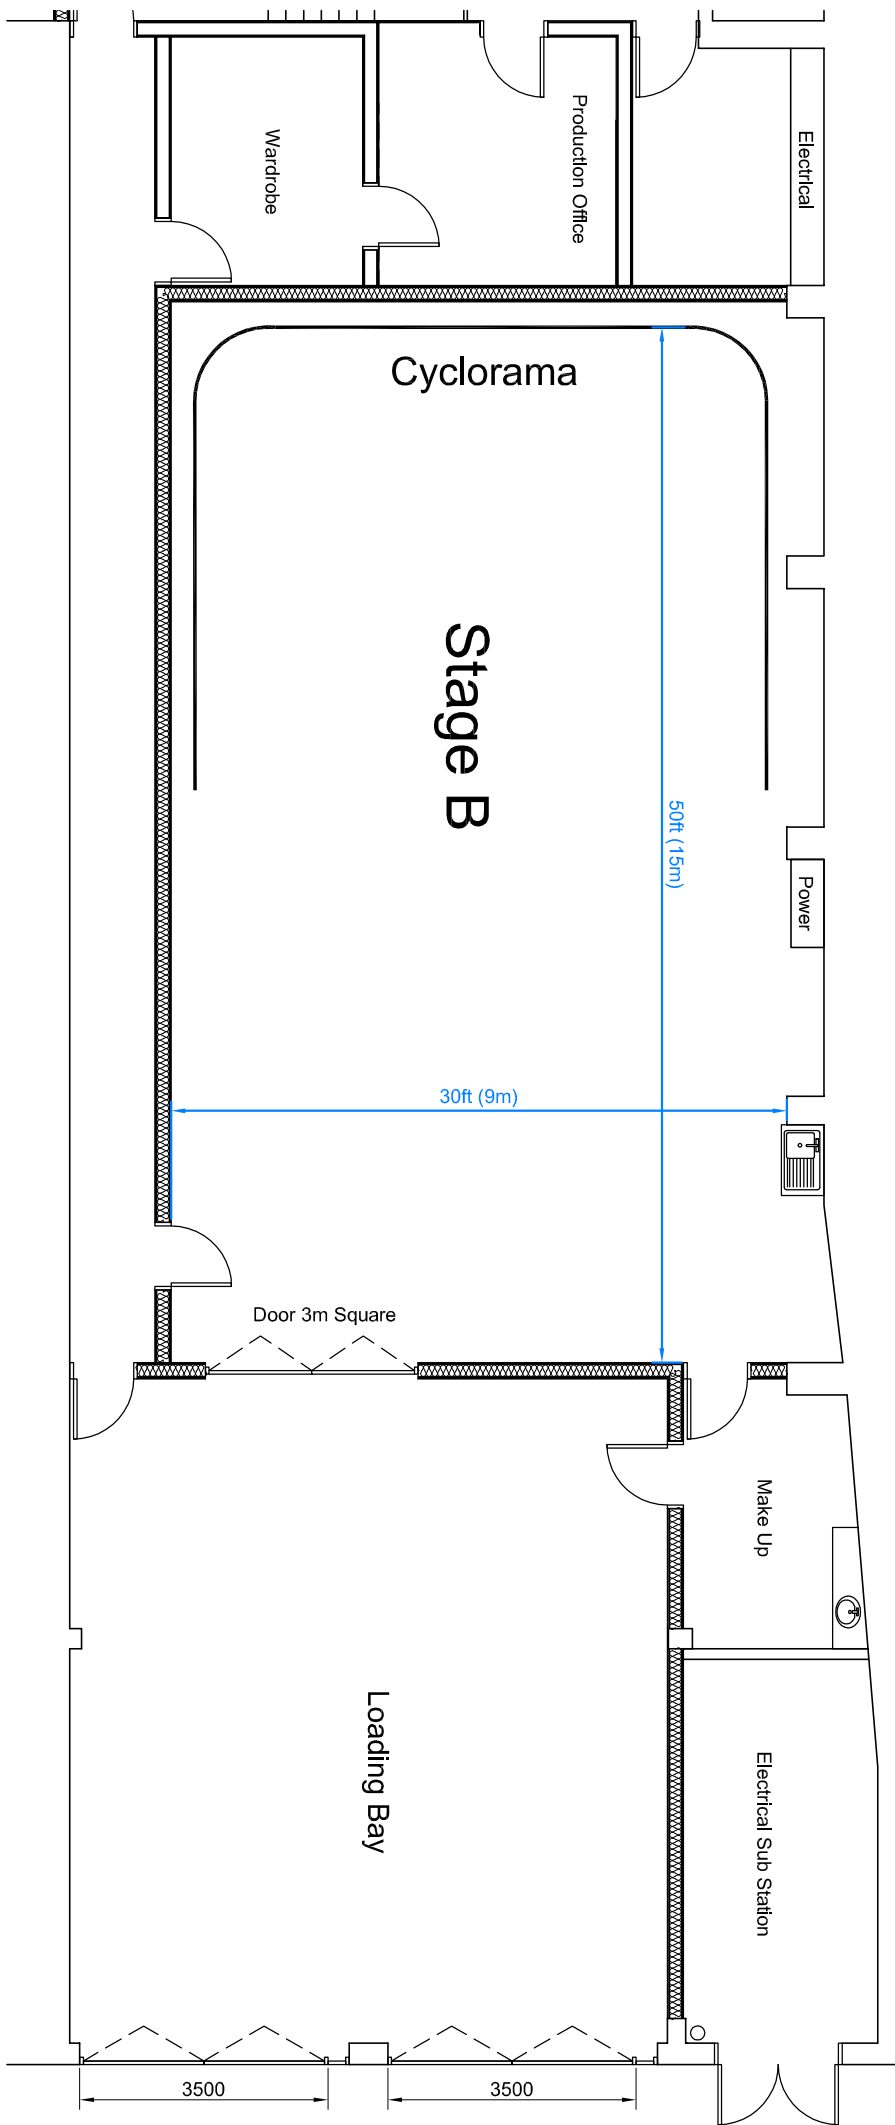 Wardrobe
Production Office
Electrical
Cyclorama
Stage B
50ft (15m)
Power
30ft (9m)
Door 3m Square
Make Up
Loading Bay
Electrical Sub Station
3500
3500